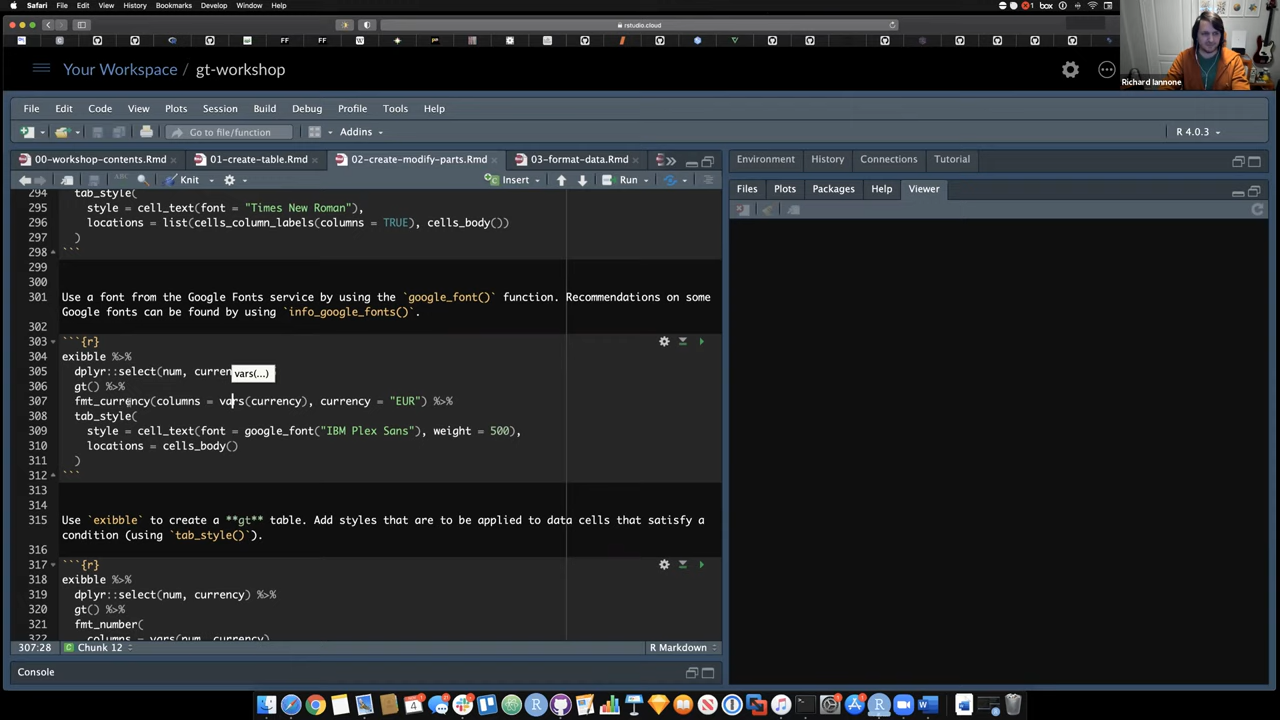 Safari File Edit View History Bookmarks Develop Window Help
1 box
rstudio.cloud
FF FF
Richard Iannone
Your Workspace / gt-workshop
File Edit Code View Plots Session Build Debug Profile Tools Help
Go to file/function Addins R 4.0.3
00-workshop-contents.Rmd 01-create-table.Rmd 02-create-modify-parts.Rmd 03-format-data.Rmd
Environment History Connections Tutorial
Knit Insert Run
Files Plots Packages Help Viewer
294 tab_style(
295 style = cell_text(font = "Times New Roman"),
296 locations = list(cells_column_labels(columns = TRUE), cells_body())
297 )
298 ```
299
300
301 Use a font from the Google Fonts service by using the `google_font()` function. Recommendations on some
Google fonts can be found by using `info_google_fonts()`.
302
303 ```{r}
304 exibble %>%
305 dplyr::select(num, curren
vars(...)
306 gt() %>%
307 fmt_currency(columns = vars(currency), currency = "EUR") %>%
308 tab_style(
309 style = cell_text(font = google_font("IBM Plex Sans"), weight = 500),
310 locations = cells_body()
311 )
312 ```
313
314
315 Use `exibble` to create a **gt** table. Add styles that are to be applied to data cells that satisfy a
condition (using `tab_style()`).
316
317 ```{r}
318 exibble %>%
319 dplyr::select(num, currency) %>%
320 gt() %>%
321 fmt_number(
322 columns = vars(num, currency)
307:28 Chunk 12 R Markdown
Console